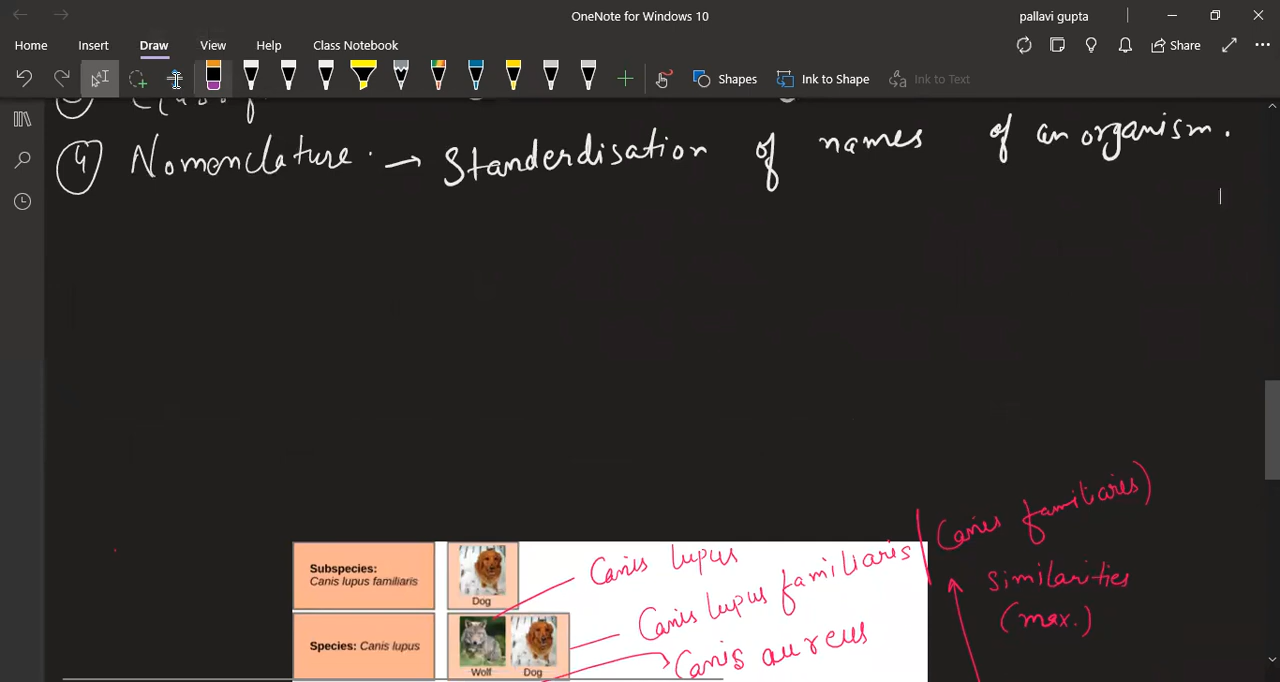 OneNote for Windows 10
pallavi gupta
Home Insert Draw View Help Class Notebook
Share
Shapes Ink to Shape Ink to Text
4 Nomenclature. → Standerdisation of names of an organism.
Subspecies:
Canis lupus familiaris
Dog
Species: Canis lupus
Wolf Dog
Canis lupus
Canis lupus familiaris
(Canis familiares)
Canis aureus
Similarities
(max.)